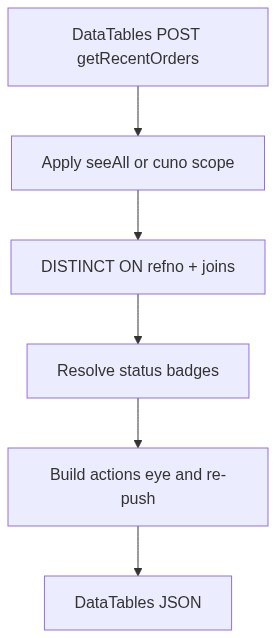 DataTables POST
getRecentOrders
Apply seeAll or cuno scope
DISTINCT ON refno + joins
Resolve status badges
Build actions eye and re-
push
DataTables JSON